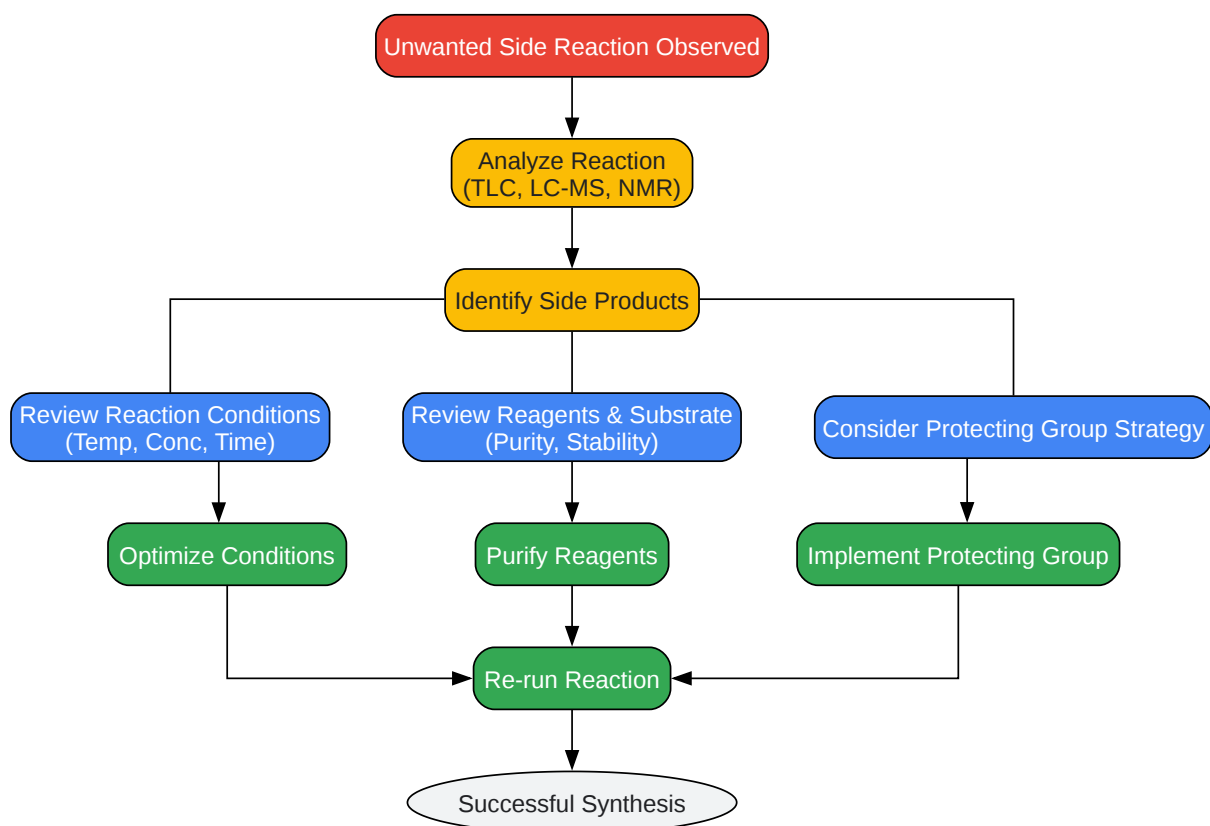 Unwanted Side Reaction Observed
Analyze Reaction
(TLC, LC-MS, NMR)
Identify Side Products
Review Reaction Conditions
(Temp, Conc, Time)
Review Reagents & Substrate
(Purity, Stability)
Consider Protecting Group Strategy
Optimize Conditions
Purify Reagents
Implement Protecting Group
Re-run Reaction
Successful Synthesis